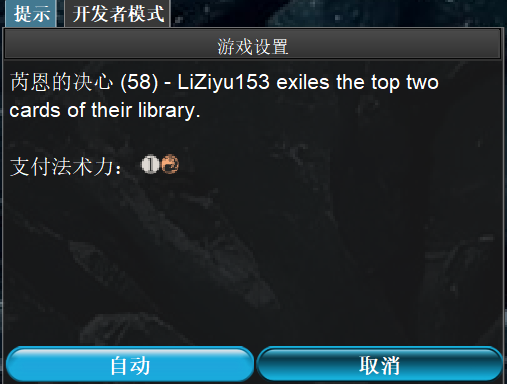 提示 开发者模式
游戏设置
芮恩的决心 (58) - LiZiyu153 exiles the top two
cards of their library.
支付法术力： 1
自动 取消